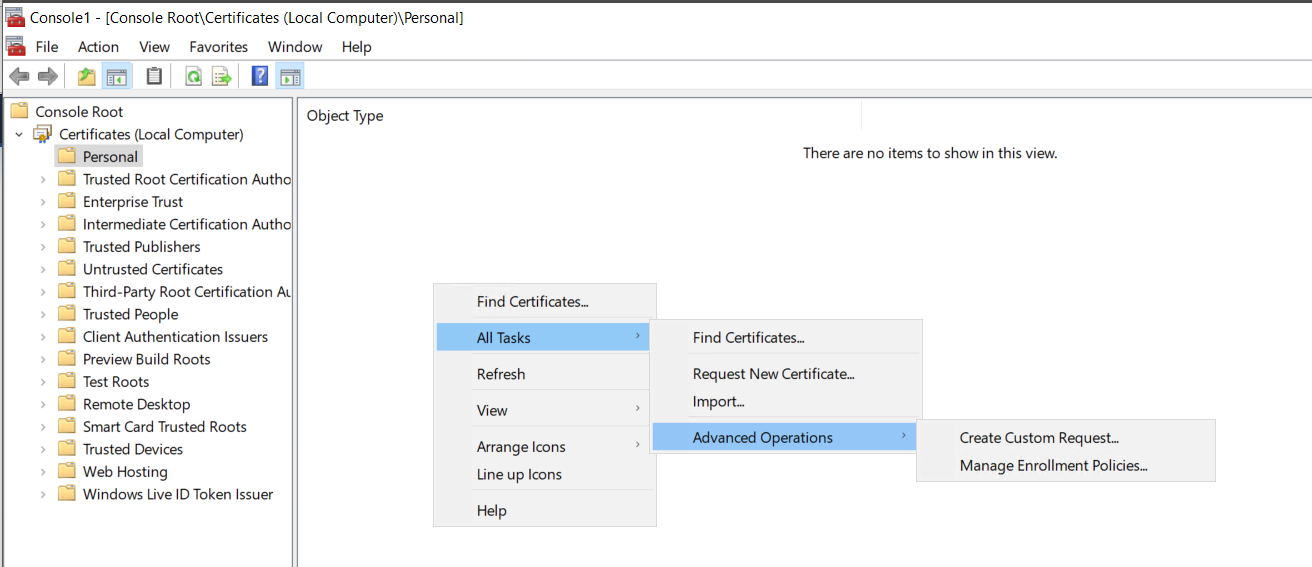 Console1 - [Console Root\Certificates (Local Computer)\Personal]
File Action View Favorites Window Help
Console Root
Certificates (Local Computer)
Personal
Trusted Root Certification Autho
Enterprise Trust
Intermediate Certification Autho
Trusted Publishers
Untrusted Certificates
Third-Party Root Certification Au
Trusted People
Client Authentication Issuers
Preview Build Roots
Test Roots
Remote Desktop
Smart Card Trusted Roots
Trusted Devices
Web Hosting
Windows Live ID Token Issuer
Object Type
There are no items to show in this view.
Find Certificates...
All Tasks
Refresh
View
Arrange Icons
Line up Icons
Help
Find Certificates...
Request New Certificate...
Import...
Advanced Operations
Create Custom Request...
Manage Enrollment Policies...